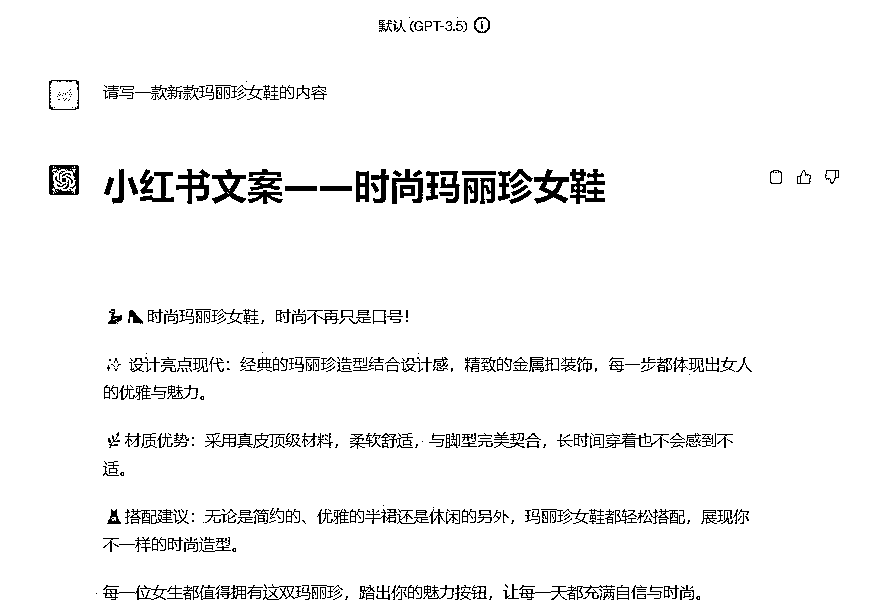 默认 (GPT-3.5)
请写一款新款玛丽珍女鞋的内容
小红书文案——时尚玛丽珍女鞋
💃👠时尚玛丽珍女鞋，时尚不再只是口号！
✨ 设计亮点现代：经典的玛丽珍造型结合设计感，精致的金属扣装饰，每一步都体现出女人
的优雅与魅力。
🌿材质优势：采用真皮顶级材料，柔软舒适，与脚型完美契合，长时间穿着也不会感到不
适。
👗搭配建议：无论是简约的、优雅的半裙还是休闲的另外，玛丽珍女鞋都轻松搭配，展现你
不一样的时尚造型。
每一位女生都值得拥有这双玛丽珍，踏出你的魅力按钮，让每一天都充满自信与时尚。